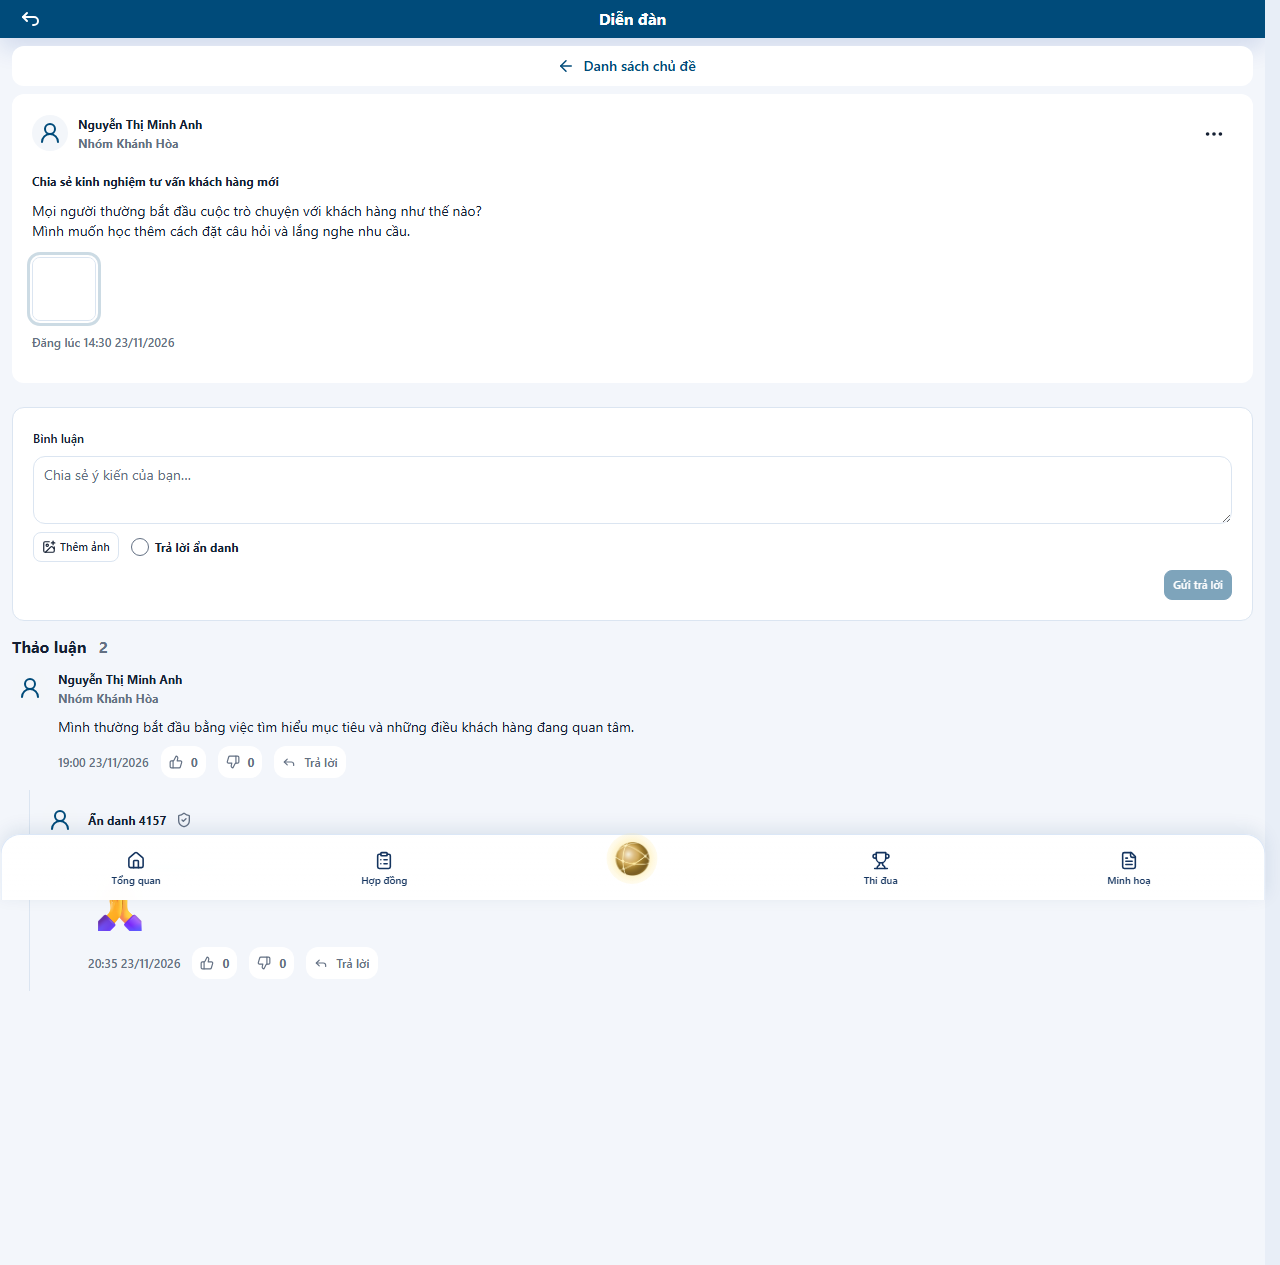 Diễn đàn
Danh sách chủ đề
Nguyễn Thị Minh Anh
Nhóm Khánh Hòa
Chia sẻ kinh nghiệm tư vấn khách hàng mới
Mọi người thường bắt đầu cuộc trò chuyện với khách hàng như thế nào?
Mình muốn học thêm cách đặt câu hỏi và lắng nghe nhu cầu.
Đăng lúc 14:30 23/11/2026
Bình luận
Chia sẻ ý kiến của bạn...
Thêm ảnh
Trả lời ẩn danh
Gửi trả lời
Thảo luận 2
Nguyễn Thị Minh Anh
Nhóm Khánh Hòa
Mình thường bắt đầu bằng việc tìm hiểu mục tiêu và những điều khách hàng đang quan tâm.
19:00 23/11/2026 0 0 Trả lời
Ẩn danh 4157
Tổng quan
Hợp đồng
Thi đua
Minh hoạ
20:35 23/11/2026 0 0 Trả lời